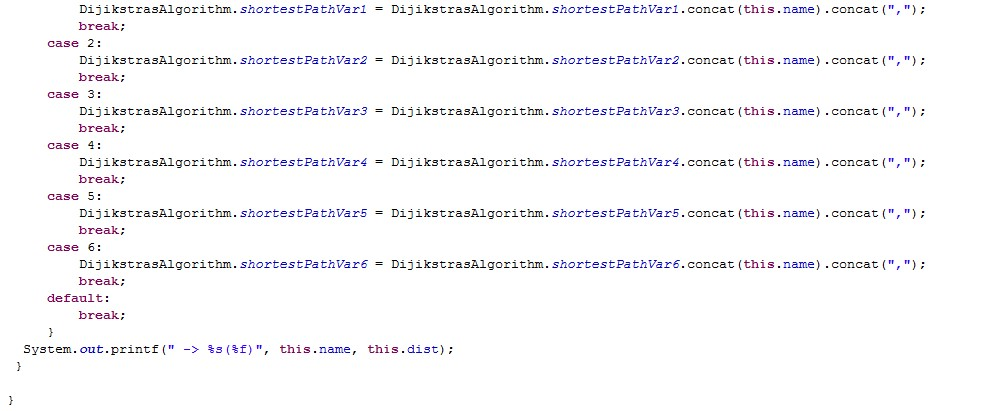 DijikstrasAlgorithm.shortestPathVar1 = DijikstrasAlgorithm.shortestPathVar1.concat(this.name).concat(",");
break;
case 2:
DijikstrasAlgorithm.shortestPathVar2 = DijikstrasAlgorithm.shortestPathVar2.concat(this.name).concat(",");
break;
case 3:
DijikstrasAlgorithm.shortestPathVar3 = DijikstrasAlgorithm.shortestPathVar3.concat(this.name).concat(",");
break;
case 4:
DijikstrasAlgorithm.shortestPathVar4 = DijikstrasAlgorithm.shortestPathVar4.concat(this.name).concat(",");
break;
case 5:
DijikstrasAlgorithm.shortestPathVar5 = DijikstrasAlgorithm.shortestPathVar5.concat(this.name).concat(",");
break;
case 6:
DijikstrasAlgorithm.shortestPathVar6 = DijikstrasAlgorithm.shortestPathVar6.concat(this.name).concat(",");
break;
default:
break;
}
System.out.printf(" -> %s(%f)", this.name, this.dist);
}
}